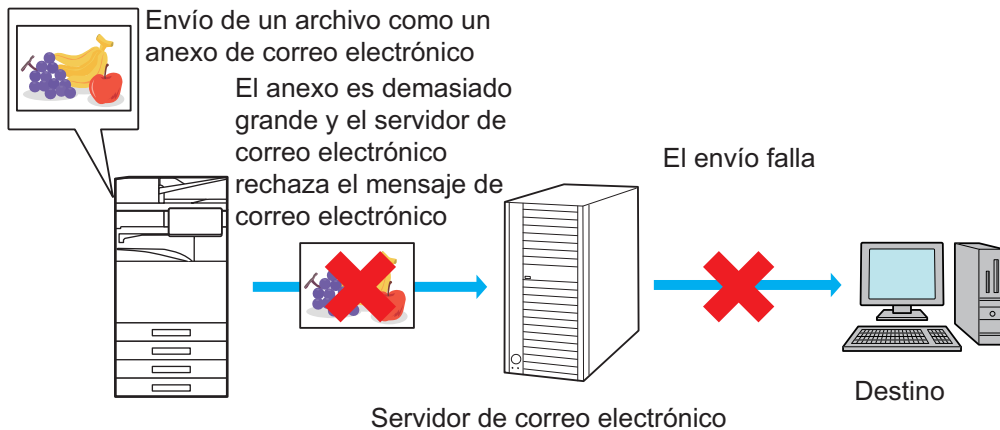 Envío de un archivo como un
anexo de correo electrónico
El anexo es demasiado
grande y el servidor de
correo electrónico
rechaza el mensaje de
correo electrónico
El envío falla
Destino
Servidor de correo electrónico